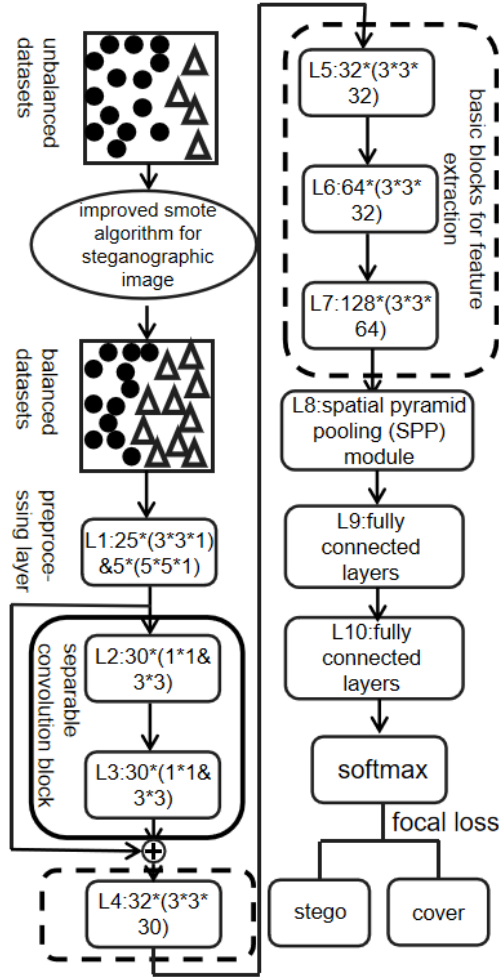 unbalanced
datasets
improved smote
algorithm for
steganographic
image
balanced
datasets
preproce-
ssing layer
L1:25*(3*3*1)
&5*(5*5*1)
separable
convolution block
L2:30*(1*1&
3*3)
L3:30*(1*1&
3*3)
L4:32*(3*3*
30)
L5:32*(3*3*
32)
L6:64*(3*3*
32)
L7:128*(3*3*
64)
basic blocks for feature
extraction
L8:spatial pyramid
pooling (SPP)
module
L9:fully
connected
layers
L10:fully
connected
layers
softmax
focal loss
stego
cover